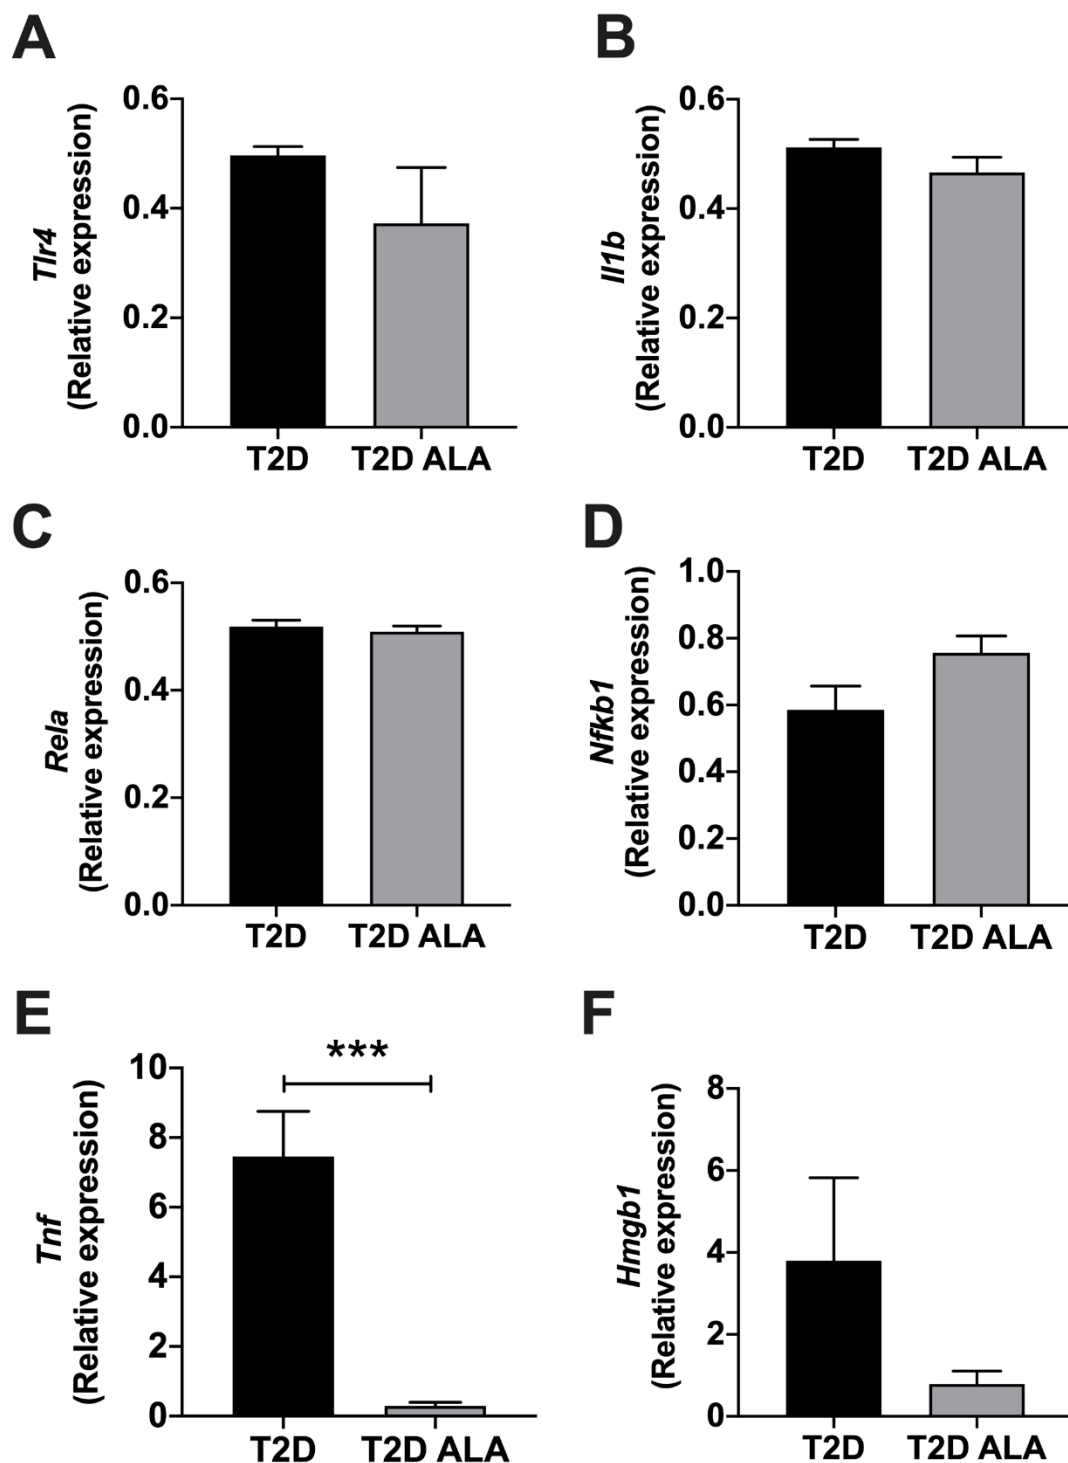 A
Tlr4
(Relative expression)
0.6
0.4
0.2
0.0
T2D T2D ALA
B
Il1b
(Relative expression)
0.6
0.4
0.2
0.0
T2D T2D ALA
C
Rela
(Relative expression)
0.6
0.4
0.2
0.0
T2D T2D ALA
D
Nfkb1
(Relative expression)
1.0
0.8
0.6
0.4
0.2
0.0
T2D T2D ALA
E
Tnf
(Relative expression)
10
8
6
4
2
0
***
T2D T2D ALA
F
Hmgb1
(Relative expression)
8
6
4
2
0
T2D T2D ALA